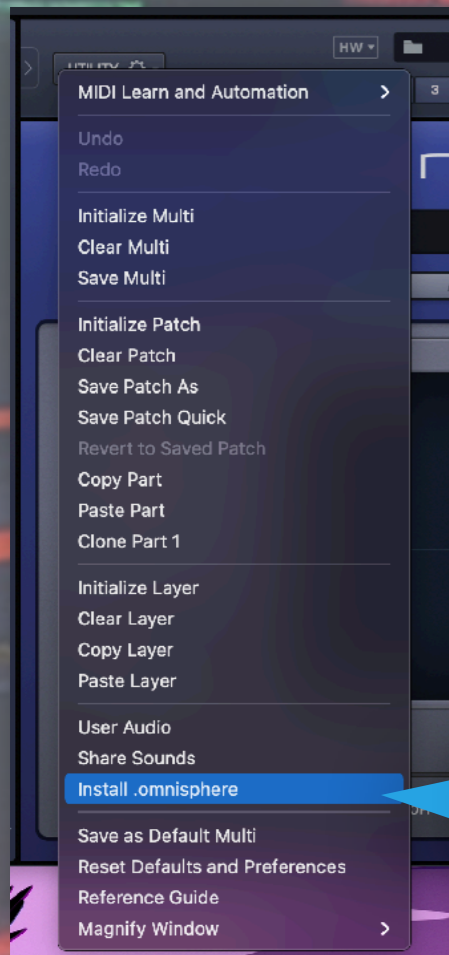 HW
UTILITY
MIDI Learn and Automation
3
Undo
Redo
Initialize Multi
Clear Multi
Save Multi
Initialize Patch
Clear Patch
Save Patch As
Save Patch Quick
Revert to Saved Patch
Copy Part
Paste Part
Clone Part 1
Initialize Layer
Clear Layer
Copy Layer
Paste Layer
User Audio
Share Sounds
Install .omnisphere
Save as Default Multi
Reset Defaults and Preferences
Reference Guide
Magnify Window